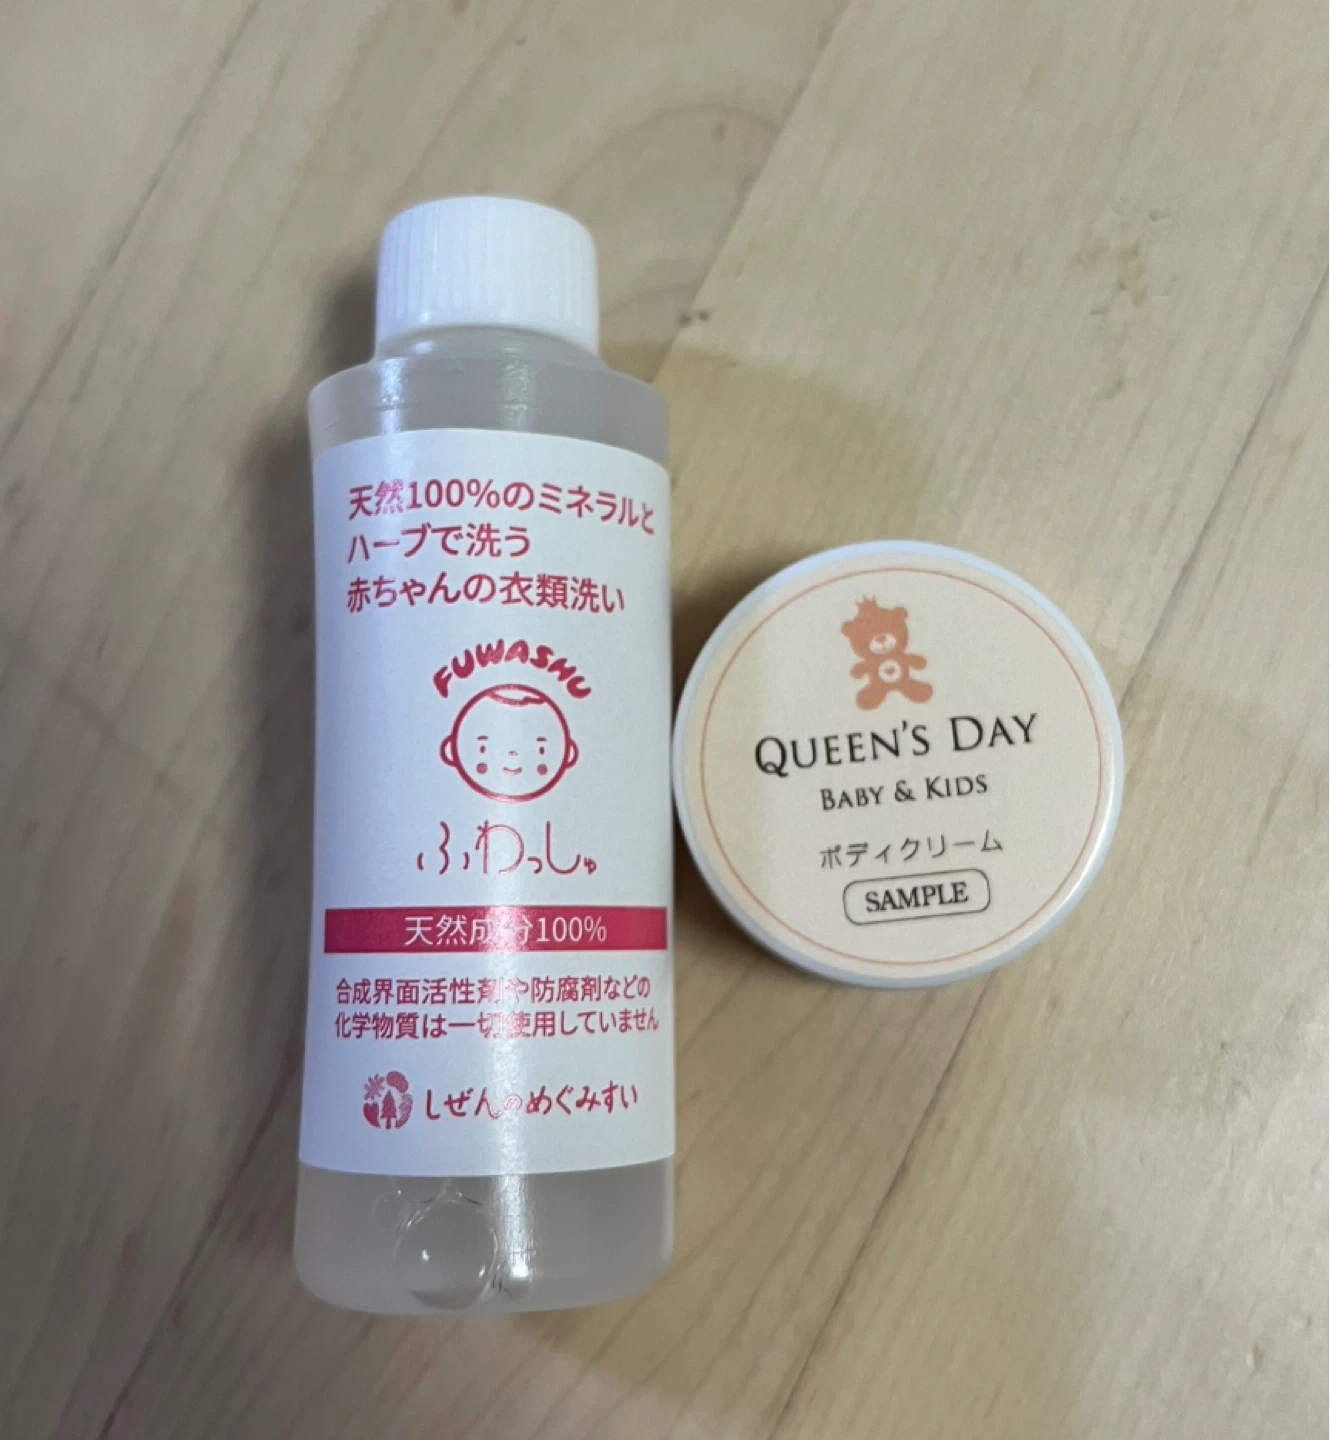 天然100%のミネラルと
ハーブで洗う
赤ちゃんの衣類洗い
FUWASHU
ふわっしゅ
天然成分100%
合成界面活性剤や防腐剤などの
化学物質は一切使用していません
しぜんのめぐみすい
QUEEN'S DAY
BABY & KIDS
ボディクリーム
SAMPLE